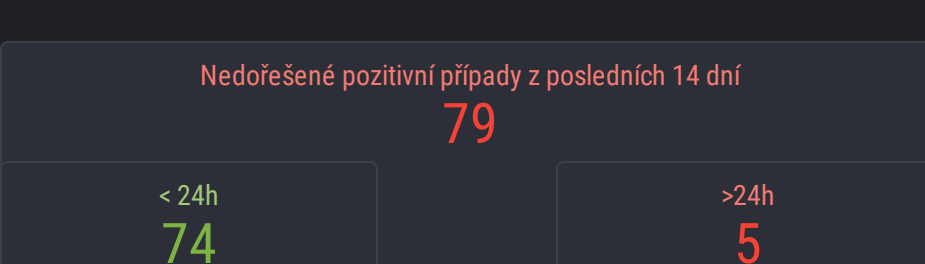 Nedořešené pozitivní případy z posledních 14 dní
79
< 24h
>24h
74
5